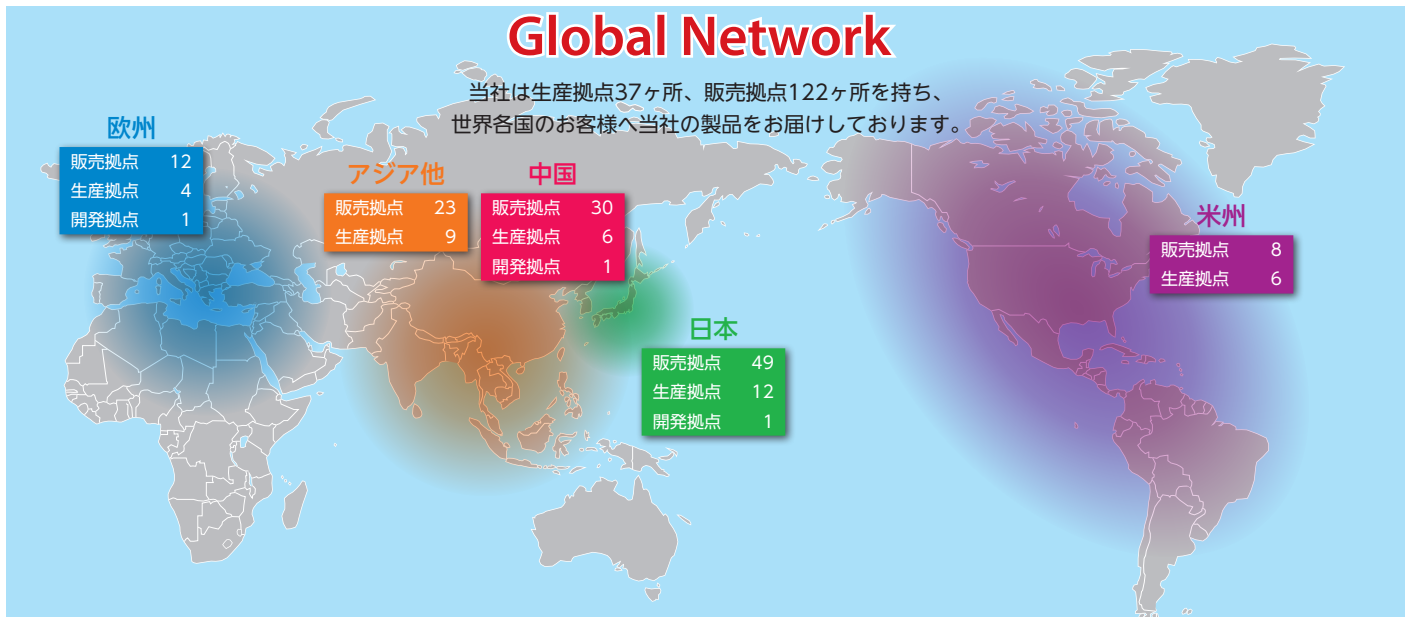 Global Network
当社は生産拠点37ヶ所、販売拠点122ヶ所を持ち、
世界各国のお客様へ当社の製品をお届けしております。
欧州
販売拠点 12
生産拠点 4
開発拠点 1
アジア他
販売拠点 23
生産拠点 9
中国
販売拠点 30
生産拠点 6
開発拠点 1
日本
販売拠点 49
生産拠点 12
開発拠点 1
米州
販売拠点 8
生産拠点 6